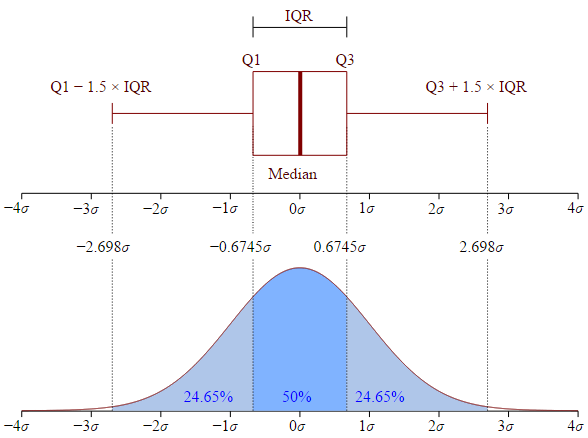 IQR
Q1 Q3
Q1 − 1.5 × IQR Q3 + 1.5 × IQR
Median
−4σ −3σ −2σ −1σ 0σ 1σ 2σ 3σ 4σ
−2.698σ −0.6745σ 0.6745σ 2.698σ
24.65% 50% 24.65%
−4σ −3σ −2σ −1σ 0σ 1σ 2σ 3σ 4σ